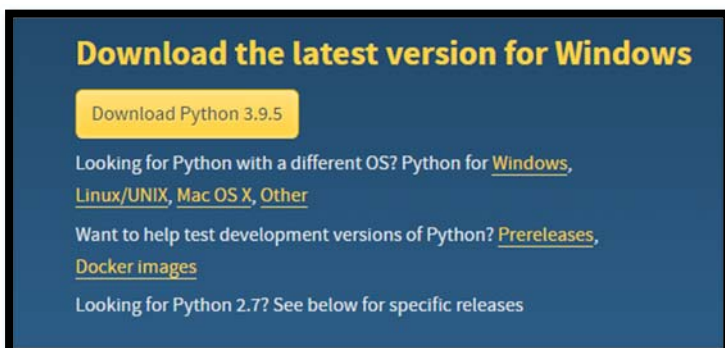 Download the latest version for Windows
Download Python 3.9.5
Looking for Python with a different OS? Python for Windows,
Linux/UNIX, Mac OS X, Other
Want to help test development versions of Python? Prereleases,
Docker images
Looking for Python 2.7? See below for specific releases